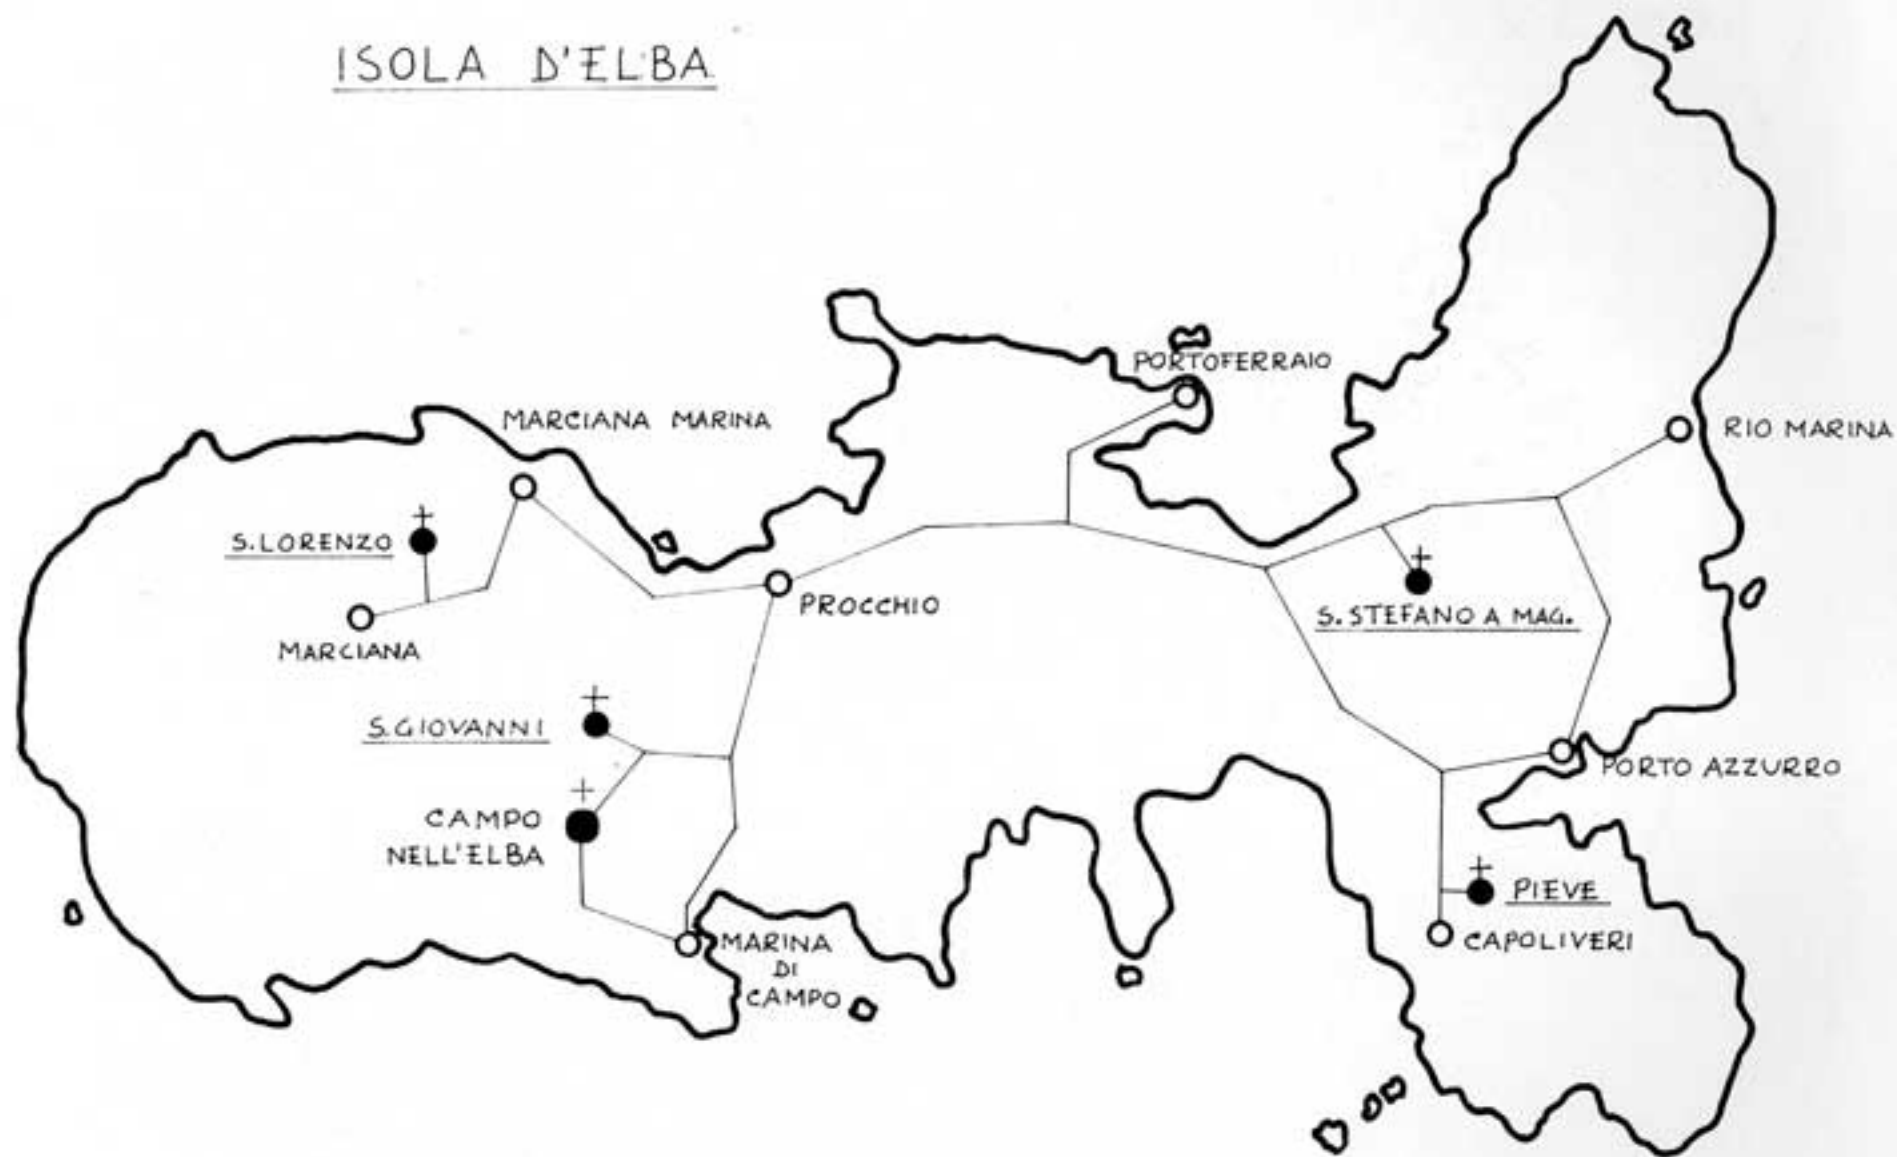 ISOLA D'ELBA
PORTOFERRAIO
MARCIANA MARINA
RIO MARINA
S. LORENZO
PROCCHIO
S. STEFANO A MAG.
MARCIANA
S. GIOVANNI
PORTO AZZURRO
CAMPO
NELL'ELBA
PIEVE
MARINA
DI
CAMPO
CAPOLIVERI